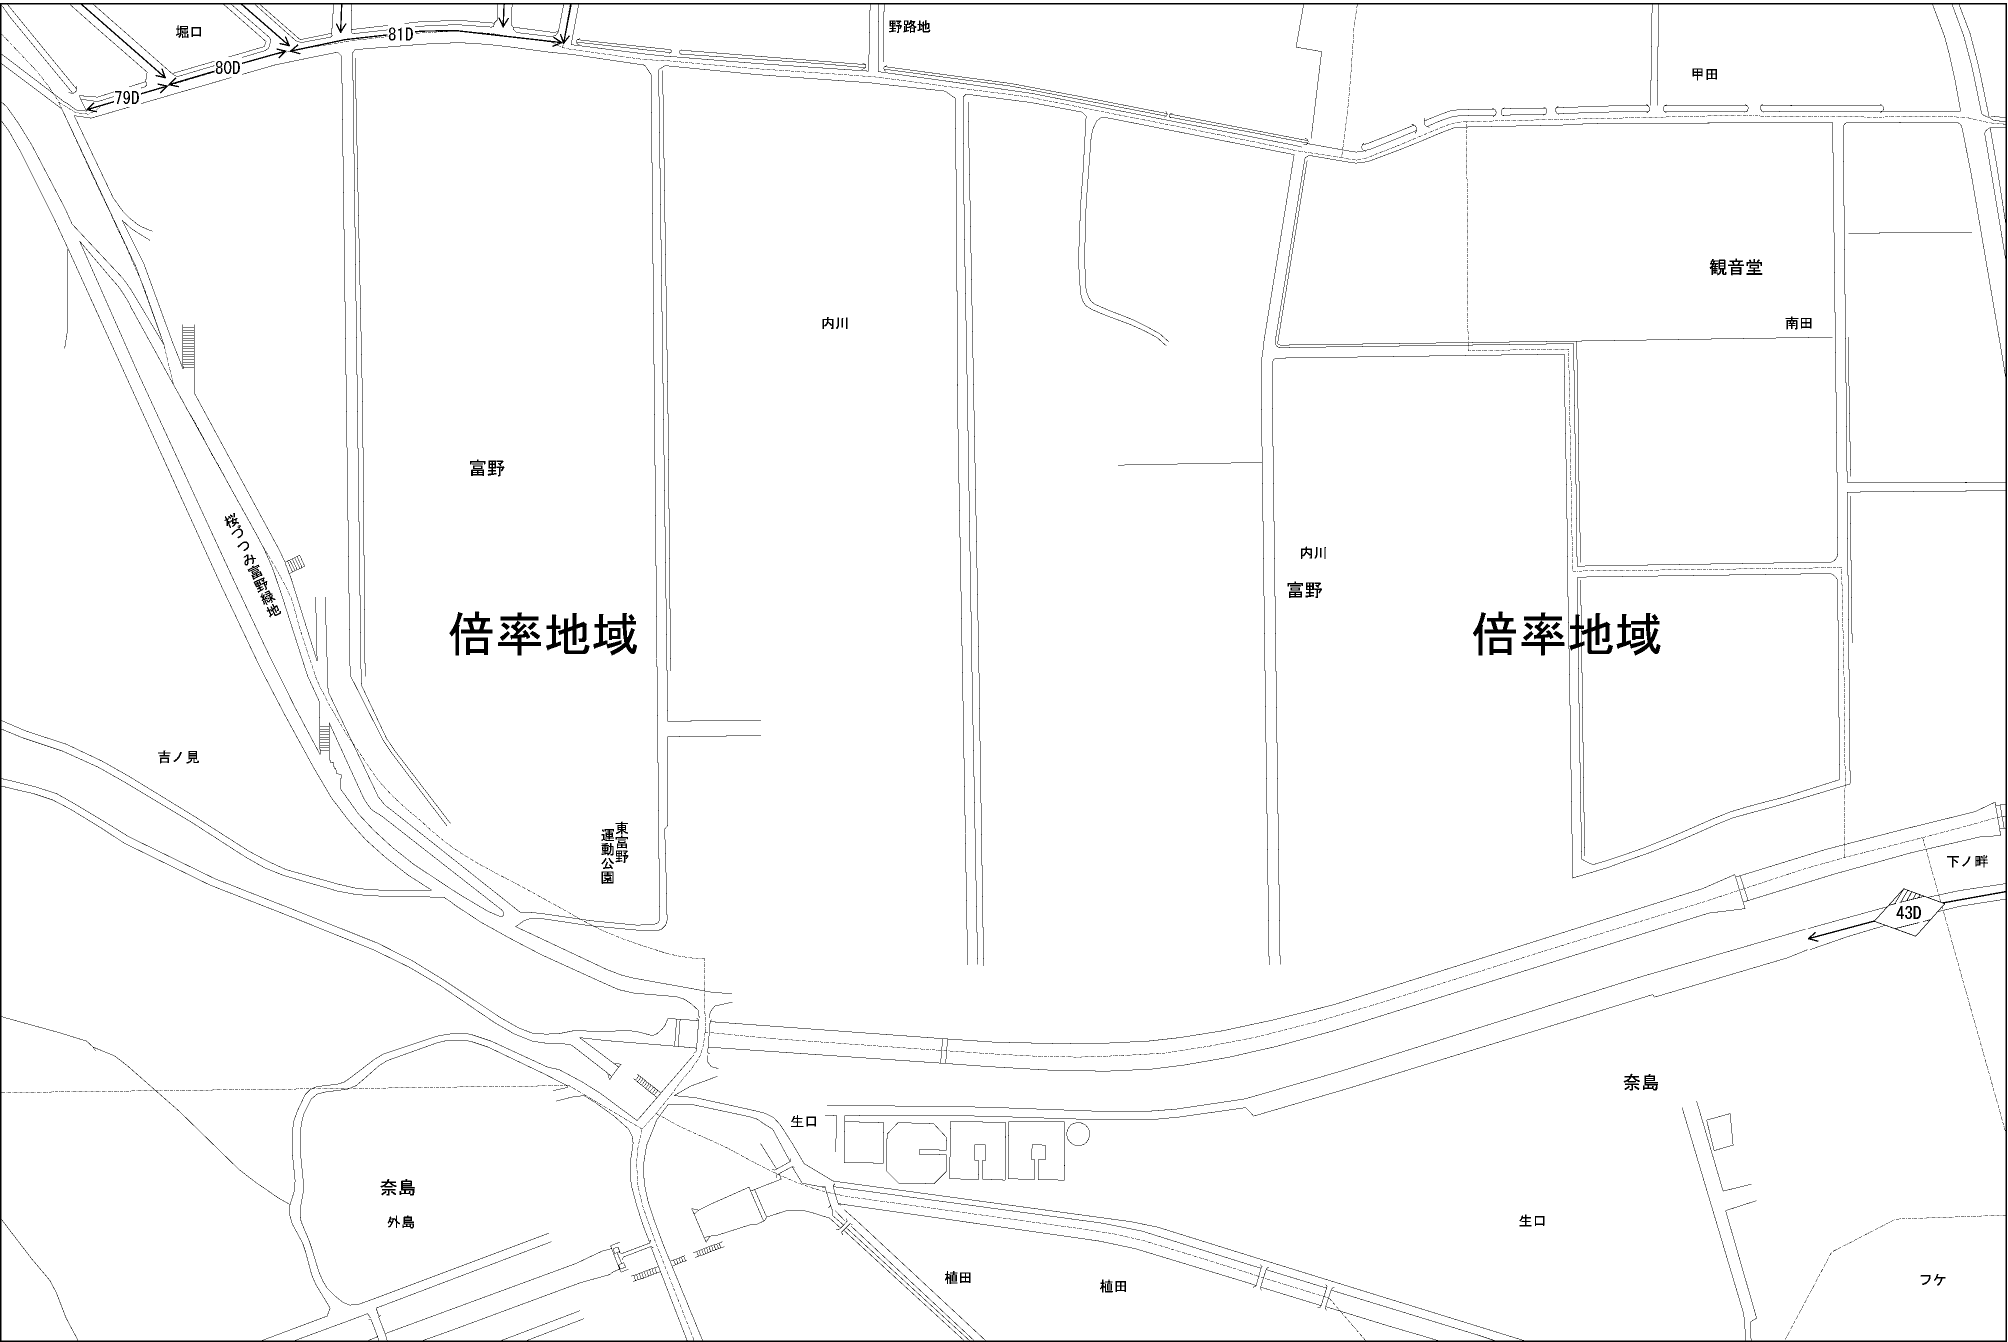 堀口
81D
野路地
80D
甲田
79D
観音堂
内川
南田
富野
桜づつみ富野緑地
内川
富野
倍率地域
倍率地域
吉ノ見
東富野
運動公園
下ノ畔
43D
奈島
生口
奈島
外島
生口
植田
植田
フケ